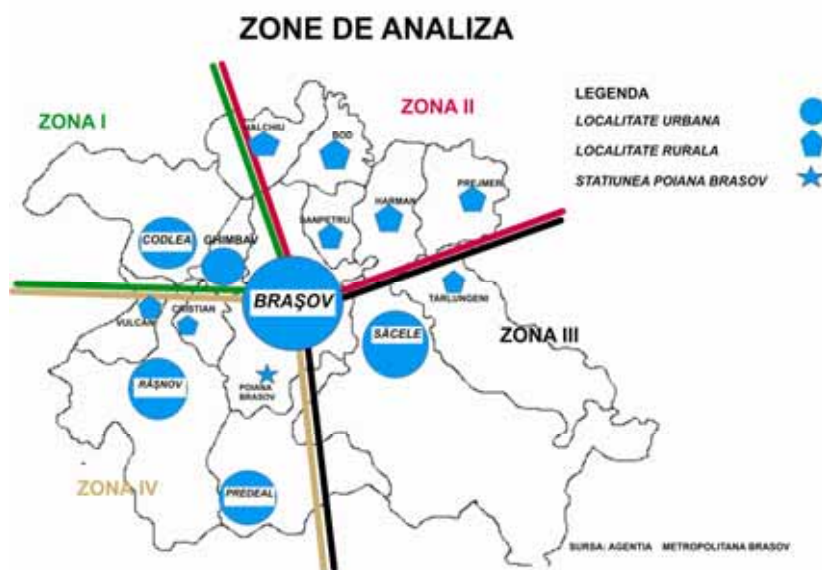 ZONE DE ANALIZA
ZONA I
ZONA II
LEGENDA
LOCALITATE URBANA
LOCALITATE RURALA
STATIUNEA POIANA BRASOV
HALCHIU
BOD
PREJMER
HARMAN
SANPETRU
CODLEA
GHIMBAV
BRAŞOV
TARLUNGENI
VULCAN
CRISTIAN
SĂCELE
ZONA III
RÂŞNOV
POIANA
BRASOV
ZONA IV
PREDEAL
SURSA: AGENTIA METROPOLITANA BRASOV